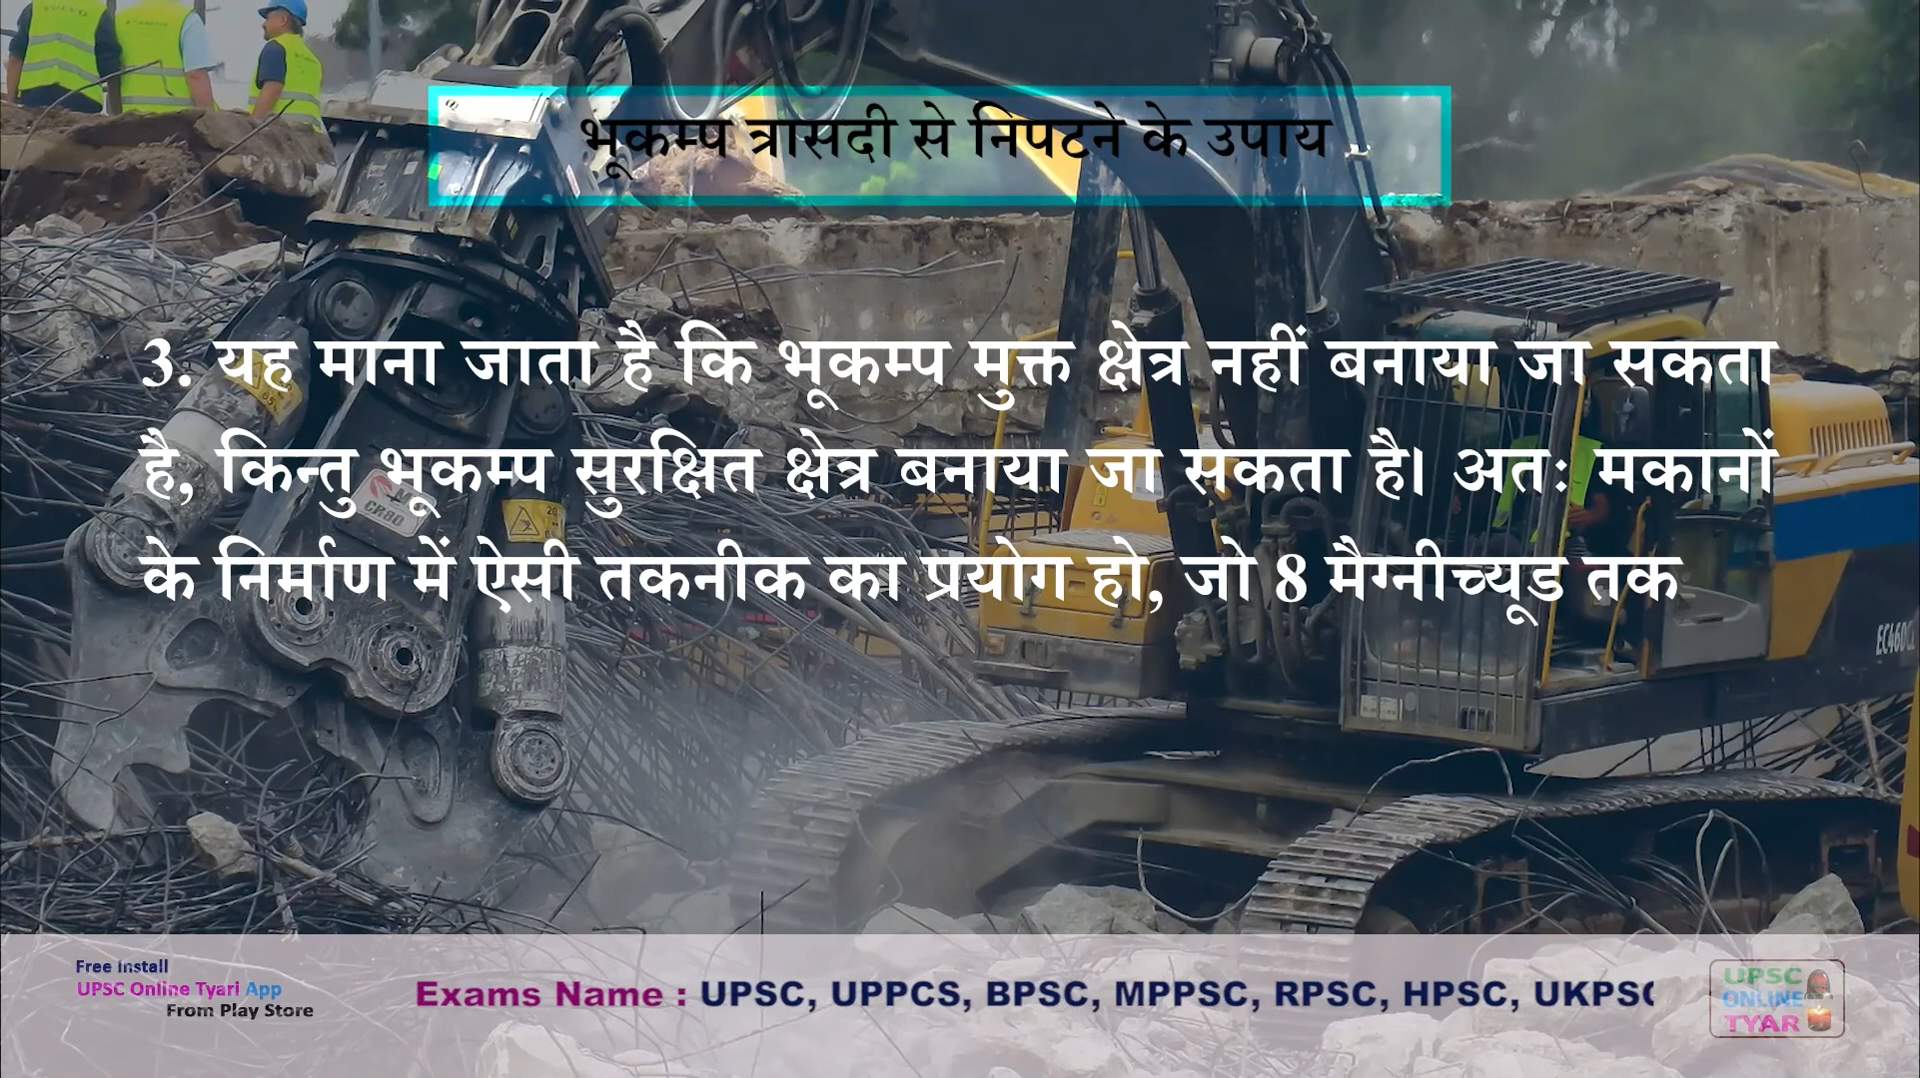 भूकम्प त्रासदी से निपटने के उपाय
3. यह माना जाता है कि भूकम्प मुक्त क्षेत्र नहीं बनाया जा सकता
है, किन्तु भूकम्प सुरक्षित क्षेत्र बनाया जा सकता है। अतः मकानों
के निर्माण में ऐसी तकनीक का प्रयोग हो, जो 8 मैग्नीच्यूड तक
CR80
Free Install
UPSC Online Tyari App
From Play Store
Exams Name : UPSC, UPPCS, BPSC, MPPSC, RPSC, HPSC, UKPSC
UPSC
ONLINE
TYAR